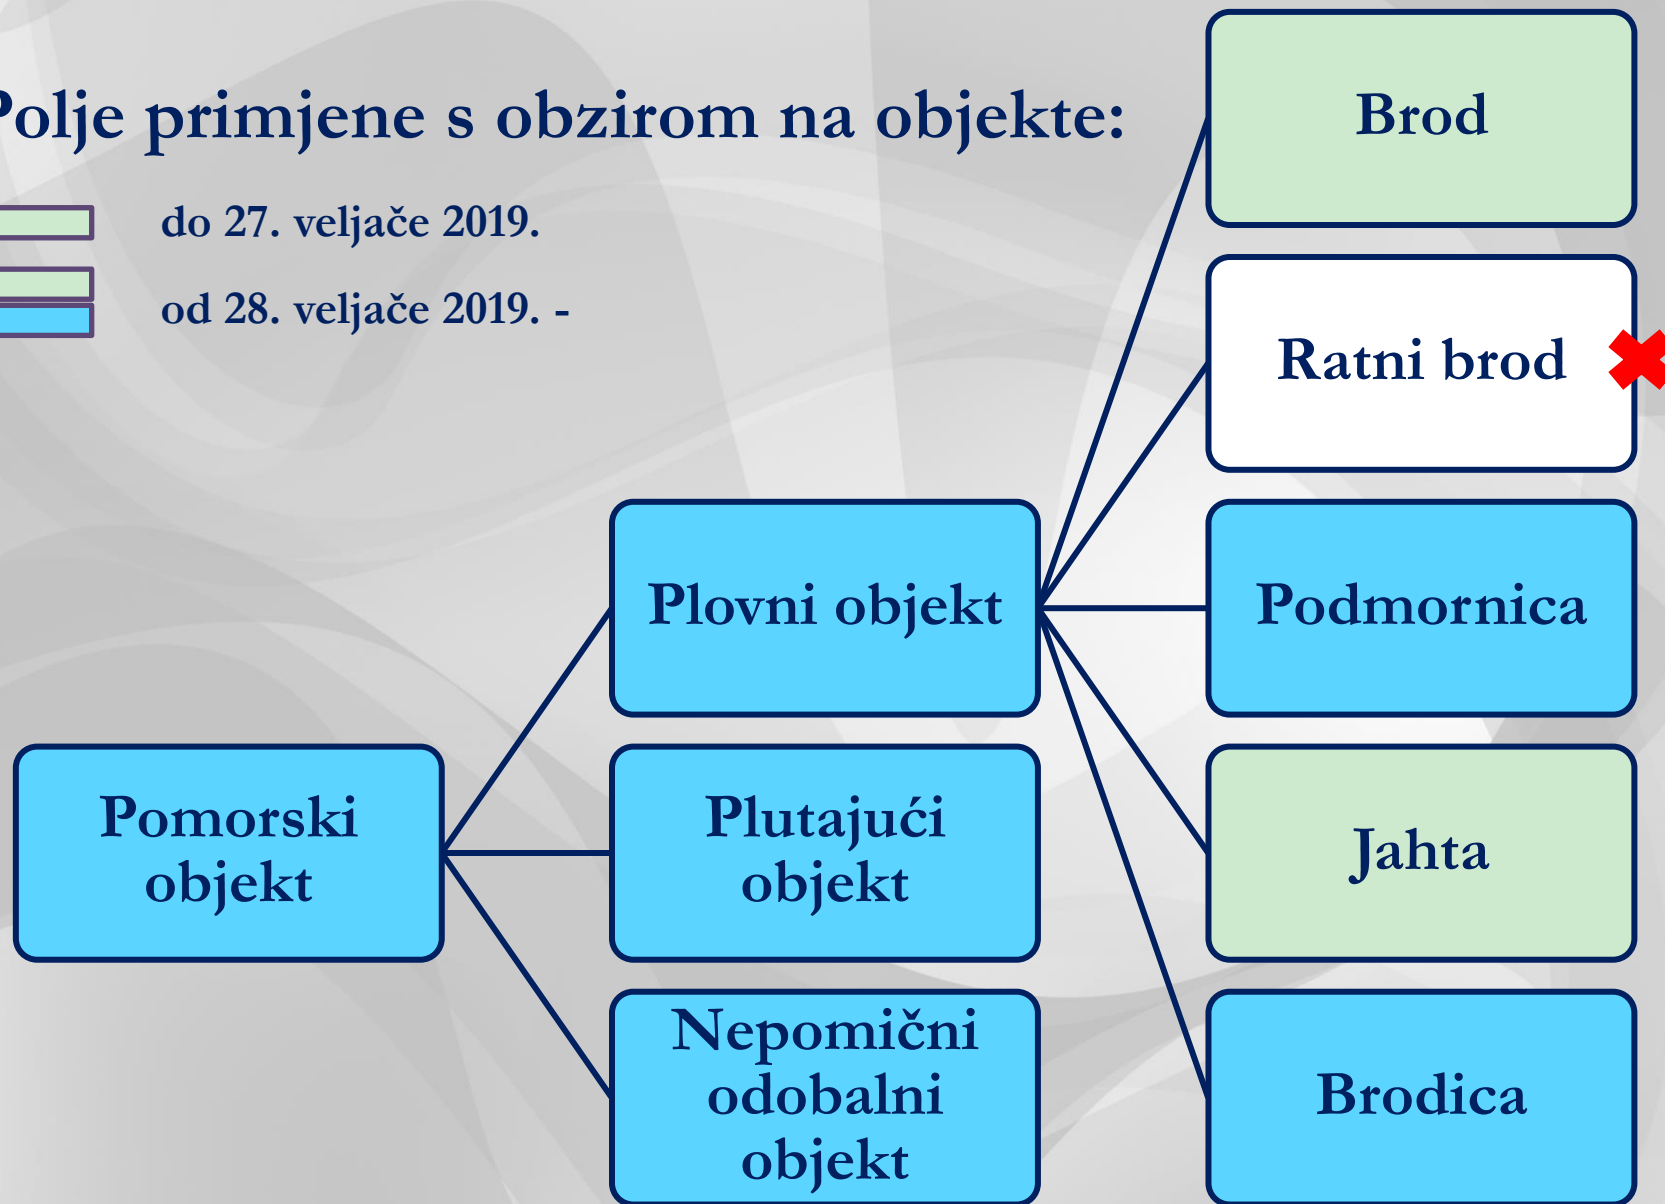 Polje primjene s obzirom na objekte:
do 27. veljače 2019.
od 28. veljače 2019. -
Brod
Ratni brod
Plovni objekt
Podmornica
Pomorski
objekt
Plutajući
objekt
Jahta
Nepomični
odobalni
objekt
Brodica